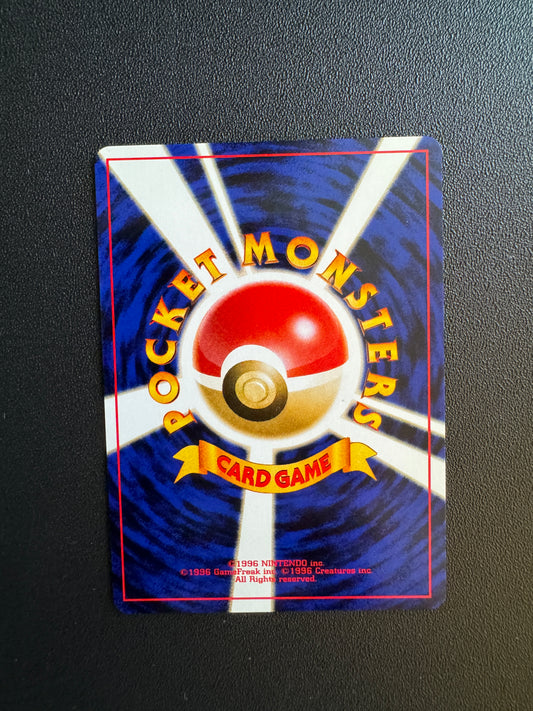 POCKET MONSTERS
CARD GAME
©1996 NINTENDO inc.
©1996 GameFreak inc. ©1996 Creatures inc.
All Rights reserved.